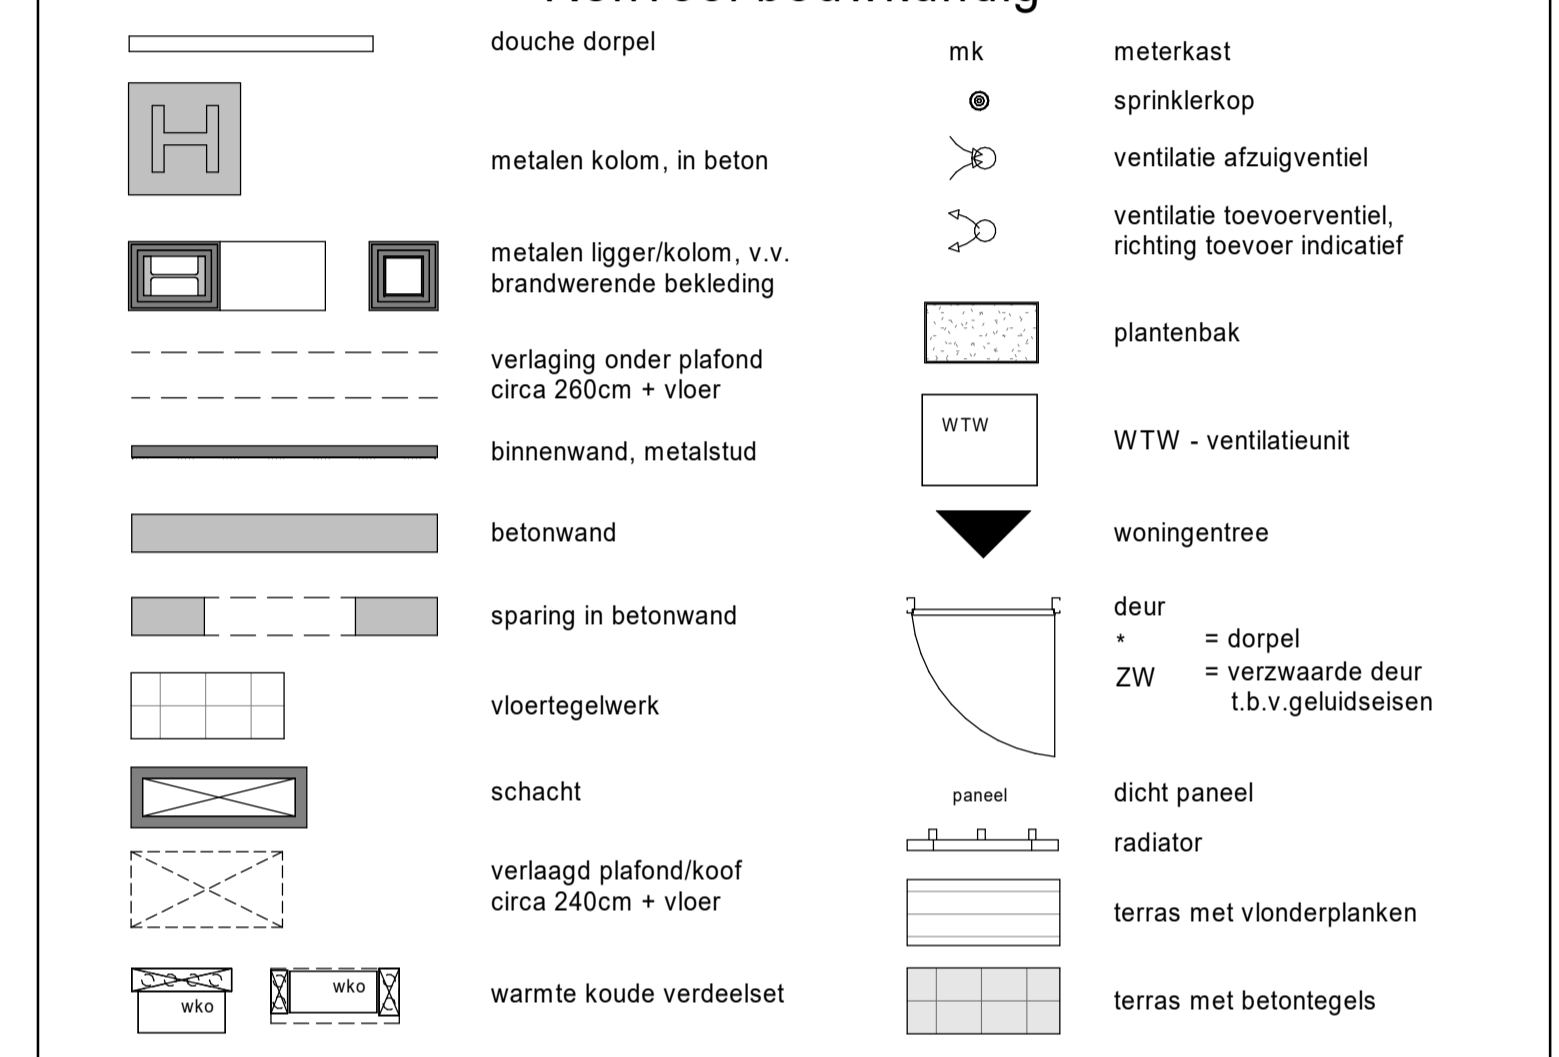 douche dorpel
metalen kolom, in beton
metalen ligger/kolom, v.v.
brandwerende bekleding
verlaging onder plafond
circa 260cm + vloer
binnenwand, metalstud
betonwand
sparing in betonwand
vloertegelwerk
schacht
verlaagd plafond/koof
circa 240cm + vloer
wko
wko
warmte koude verdeelset
mk meterkast
sprinklerkop
ventilatie afzuigventiel
ventilatie toevoerventiel,
richting toevoer indicatief
plantenbak
WTW
WTW - ventilatieunit
woningentree
deur
* = dorpel
ZW = verzwaarde deur
t.b.v.geluidseisen
paneel dicht paneel
radiator
terras met vlonderplanken
terras met betontegels